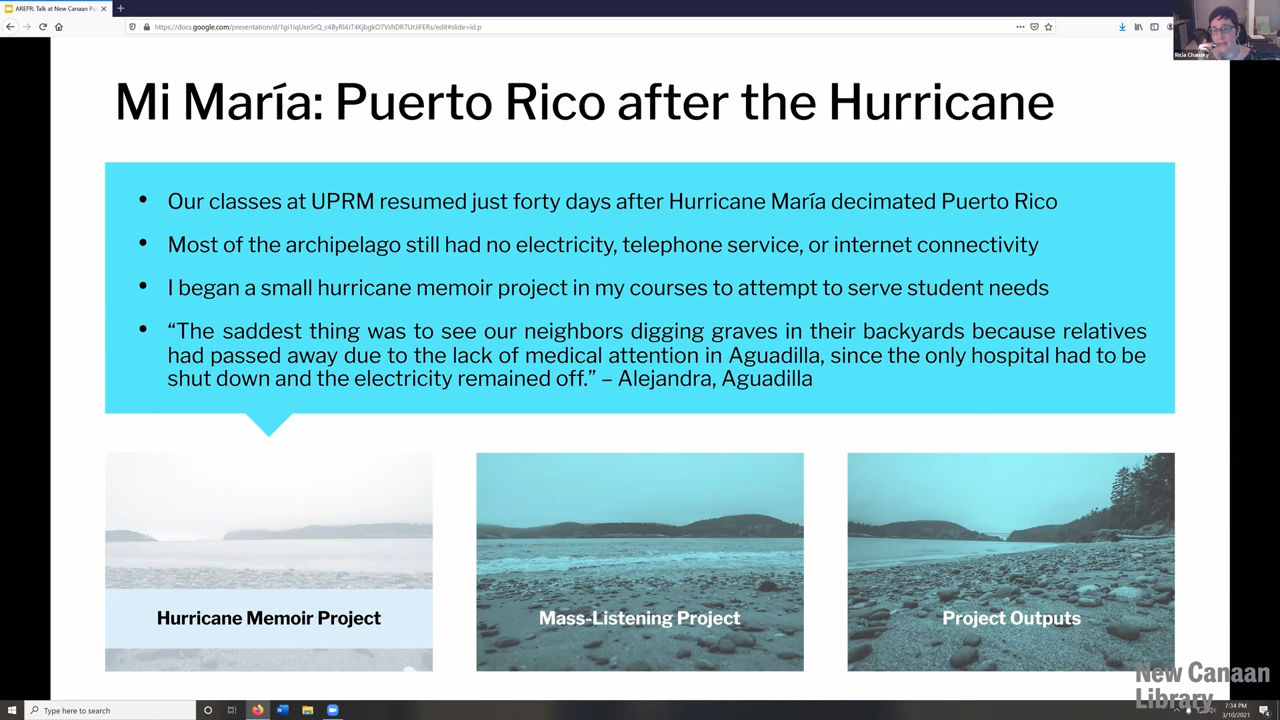 AREPR: Talk at New Canaan Pu
https://docs.google.com/presentation/d/1gi1IqUsnSrQ_c4ByRl4JT4KjbgkO7VshDR7UrJiFERs/edit#slide=id.p
Ricia Chansky
Mi María: Puerto Rico after the Hurricane
• Our classes at UPRM resumed just forty days after Hurricane María decimated Puerto Rico
• Most of the archipelago still had no electricity, telephone service, or internet connectivity
• I began a small hurricane memoir project in my courses to attempt to serve student needs
• “The saddest thing was to see our neighbors digging graves in their backyards because relatives
had passed away due to the lack of medical attention in Aguadilla, since the only hospital had to be
shut down and the electricity remained off.” – Alejandra, Aguadilla
Hurricane Memoir Project
Mass-Listening Project
Project Outputs
New Canaan
Library
Type here to search
7:34 PM
3/10/2021